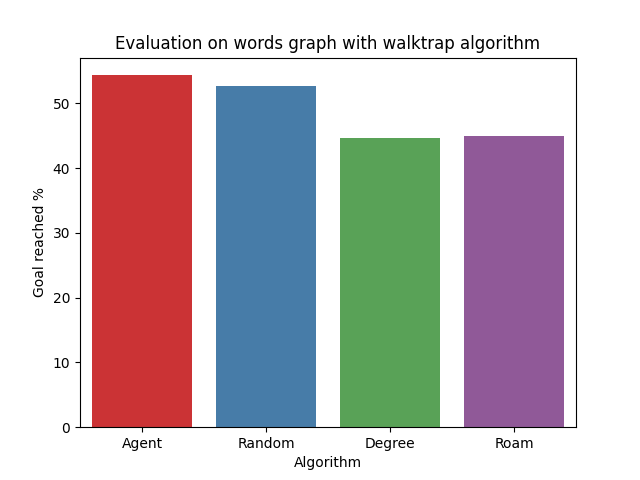 Evaluation on words graph with walktrap algorithm
Goal reached %
50
40
30
20
10
0
Agent
Random
Degree
Roam
Algorithm